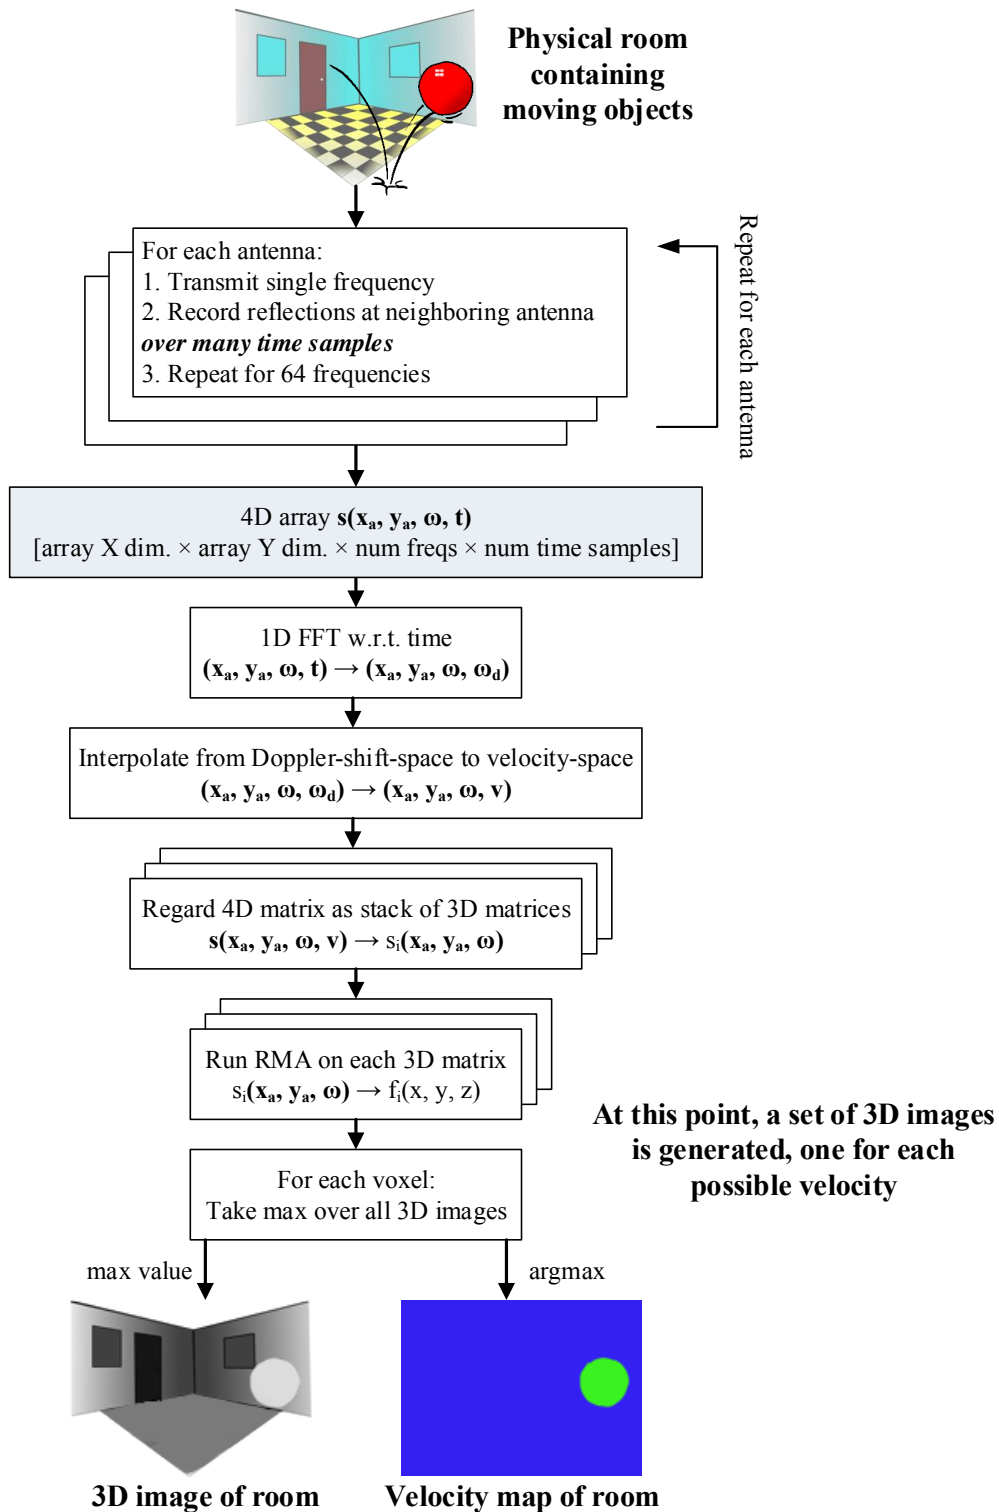 Physical room
containing
moving objects
For each antenna:
1. Transmit single frequency
2. Record reflections at neighboring antenna
over many time samples
3. Repeat for 64 frequencies
Repeat for each antenna
4D array s(xₐ, yₐ, ω, t)
[array X dim. × array Y dim. × num freqs × num time samples]
1D FFT w.r.t. time
(xₐ, yₐ, ω, t) → (xₐ, yₐ, ω, ω_d)
Interpolate from Doppler-shift-space to velocity-space
(xₐ, yₐ, ω, ω_d) → (xₐ, yₐ, ω, v)
Regard 4D matrix as stack of 3D matrices
s(xₐ, yₐ, ω, v) → sᵢ(xₐ, yₐ, ω)
Run RMA on each 3D matrix
sᵢ(xₐ, yₐ, ω) → fᵢ(x, y, z)
At this point, a set of 3D images
is generated, one for each
possible velocity
For each voxel:
Take max over all 3D images
max value
argmax
3D image of room
Velocity map of room